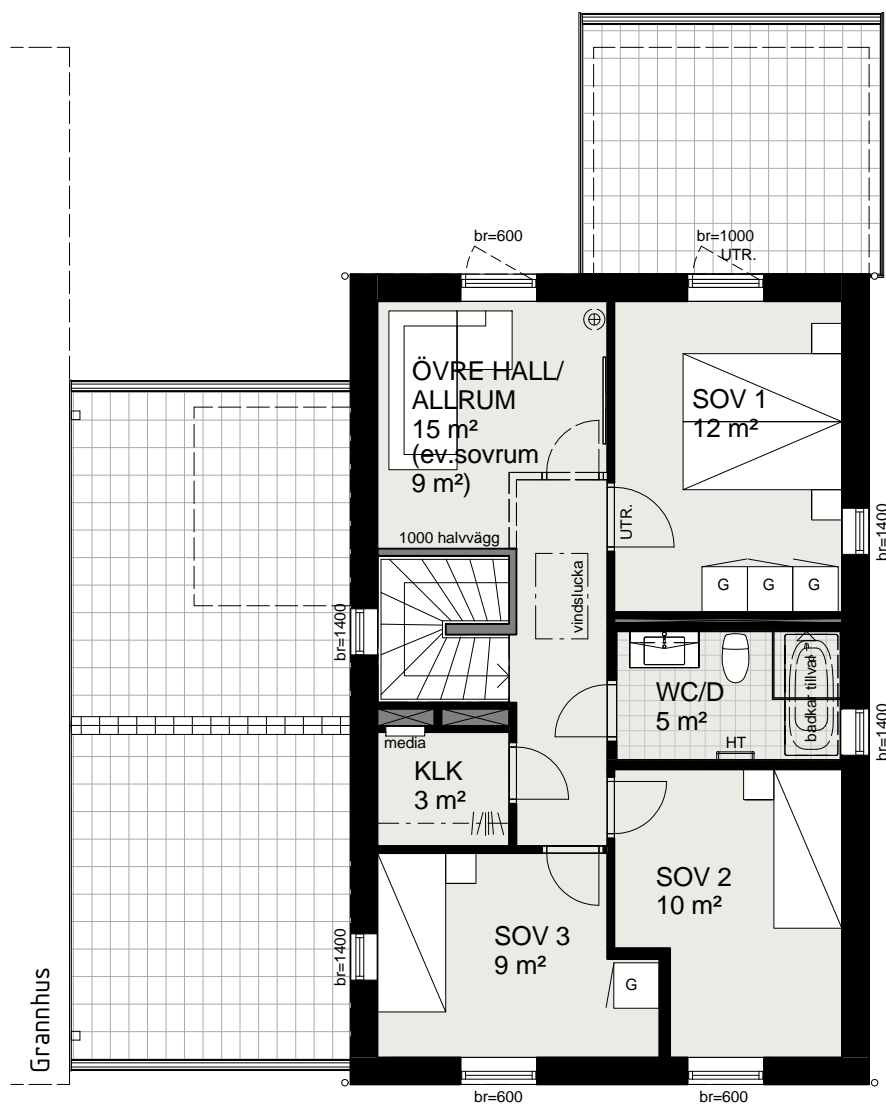 br=600
br=1000
UTR.
ÖVRE HALL/
ALLRUM
15 m²
(ev.sovrum
9 m²)
SOV 1
12 m²
UTR.
br=1400
1000 halvvägg
G
G
G
vindslucka
br=1400
WC/D
5 m²
badkar tillval
br=1400
HT
media
KLK
3 m²
SOV 2
10 m²
SOV 3
9 m²
br=1400
G
Grannhus
br=600
br=600